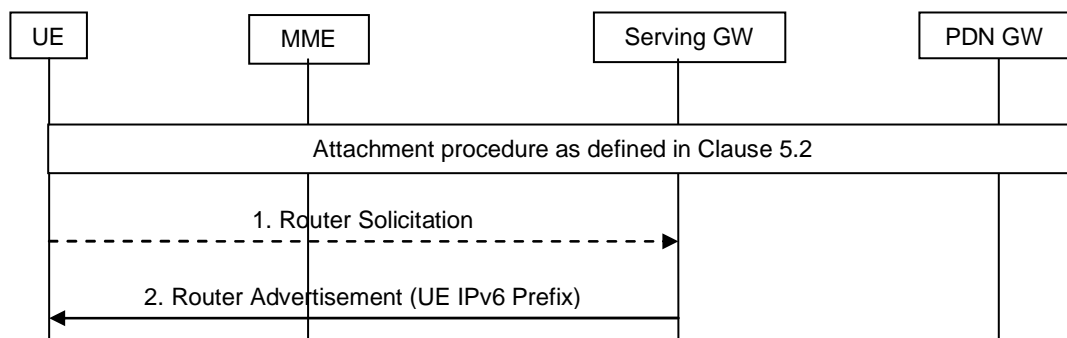 UE
MME
Serving GW
PDN GW
Attachment procedure as defined in Clause 5.2
1. Router Solicitation
2. Router Advertisement (UE IPv6 Prefix)